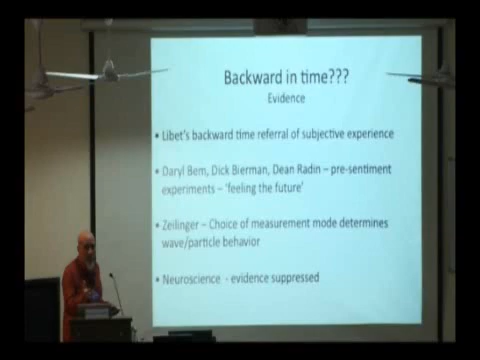 Backward in time???
Evidence
• Libet's backward time referral of subjective experience
• Daryl Bem, Dick Bierman, Dean Radin – pre-sentiment
experiments – 'feeling the future'
• Zeilinger – Choice of measurement mode determines
wave/particle behavior
• Neuroscience - evidence suppressed